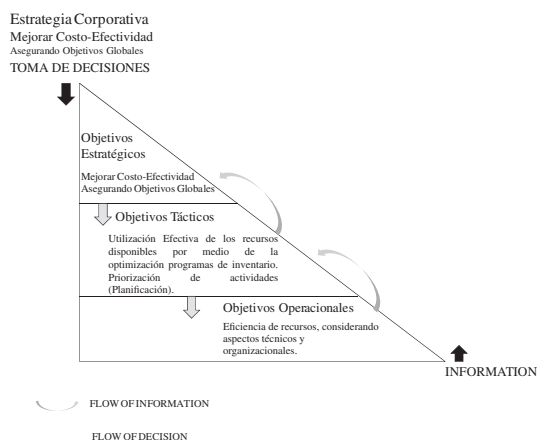 Estrategia Corporativa
Mejorar Costo-Efectividad
Asegurando Objetivos Globales
TOMA DE DECISIONES
Objetivos
Estratégicos
Mejorar Costo-Efectividad
Asegurando Objetivos Globales
Objetivos Tácticos
Utilización Efectiva de los recursos
disponibles por medio de la
optimización programas de inventario.
Priorización de actividades
(Planificación).
Objetivos Operacionales
Eficiencia de recursos, considerando
aspectos técnicos y
organizacionales.
INFORMATION
FLOW OF INFORMATION
FLOW OF DECISION